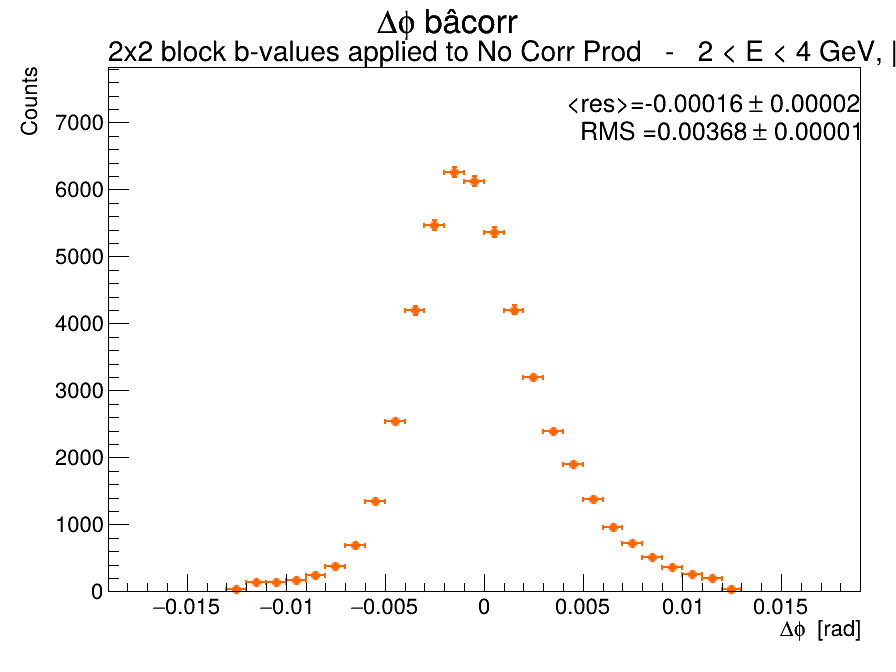 Δϕ bâcorr
2x2 block b-values applied to No Corr Prod - 2 < E < 4 GeV, |
Counts
<res>=-0.00016 ± 0.00002
RMS =0.00368 ± 0.00001
7000
6000
5000
4000
3000
2000
1000
0
−0.015 −0.01 −0.005 0 0.005 0.01 0.015
Δϕ [rad]